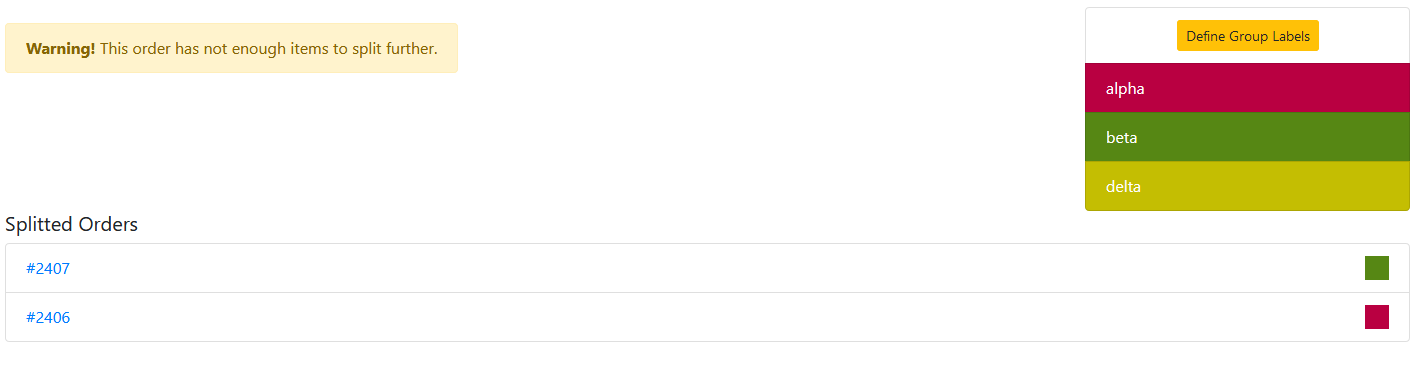 Warning! This order has not enough items to split further.
Define Group Labels
alpha
beta
delta
Splitted Orders
#2407
#2406